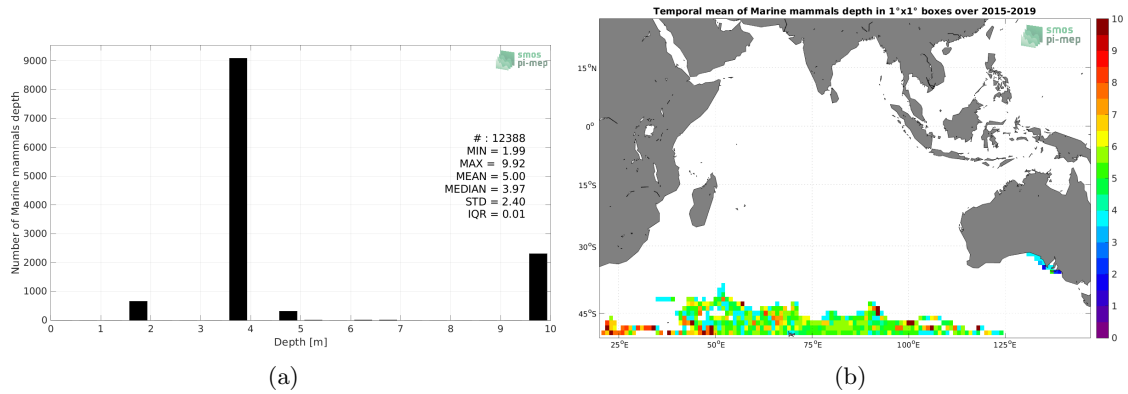 Temporal mean of Marine mammals depth in 1°x1° boxes over 2015-2019
smos
pi-mep
Number of Marine mammals depth
9000
8000
7000
6000
5000
4000
3000
2000
1000
0
# : 12388
MIN = 1.99
MAX = 9.92
MEAN = 5.00
MEDIAN = 3.97
STD = 2.40
IQR = 0.01
0 1 2 3 4 5 6 7 8 9 10
Depth [m]
(a)
smos
pi-mep
15°N
0°
15°S
30°S
45°S
25°E 50°E 75°E 100°E 125°E
10
9
8
7
6
5
4
3
2
1
0
(b)